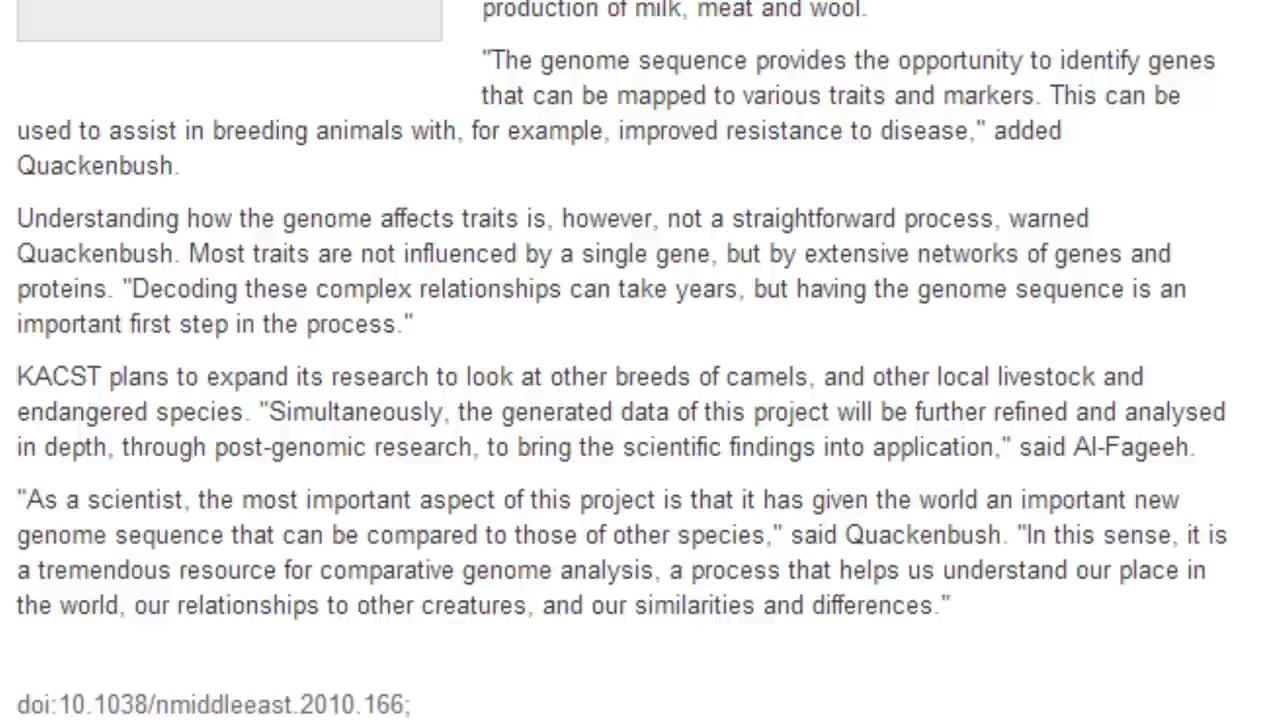 production of milk, meat and wool.
"The genome sequence provides the opportunity to identify genes
that can be mapped to various traits and markers. This can be
used to assist in breeding animals with, for example, improved resistance to disease," added
Quackenbush.
Understanding how the genome affects traits is, however, not a straightforward process, warned
Quackenbush. Most traits are not influenced by a single gene, but by extensive networks of genes and
proteins. "Decoding these complex relationships can take years, but having the genome sequence is an
important first step in the process."
KACST plans to expand its research to look at other breeds of camels, and other local livestock and
endangered species. "Simultaneously, the generated data of this project will be further refined and analysed
in depth, through post-genomic research, to bring the scientific findings into application," said Al-Fageeh.
"As a scientist, the most important aspect of this project is that it has given the world an important new
genome sequence that can be compared to those of other species," said Quackenbush. "In this sense, it is
a tremendous resource for comparative genome analysis, a process that helps us understand our place in
the world, our relationships to other creatures, and our similarities and differences."
doi:10.1038/nmiddleeast.2010.166;